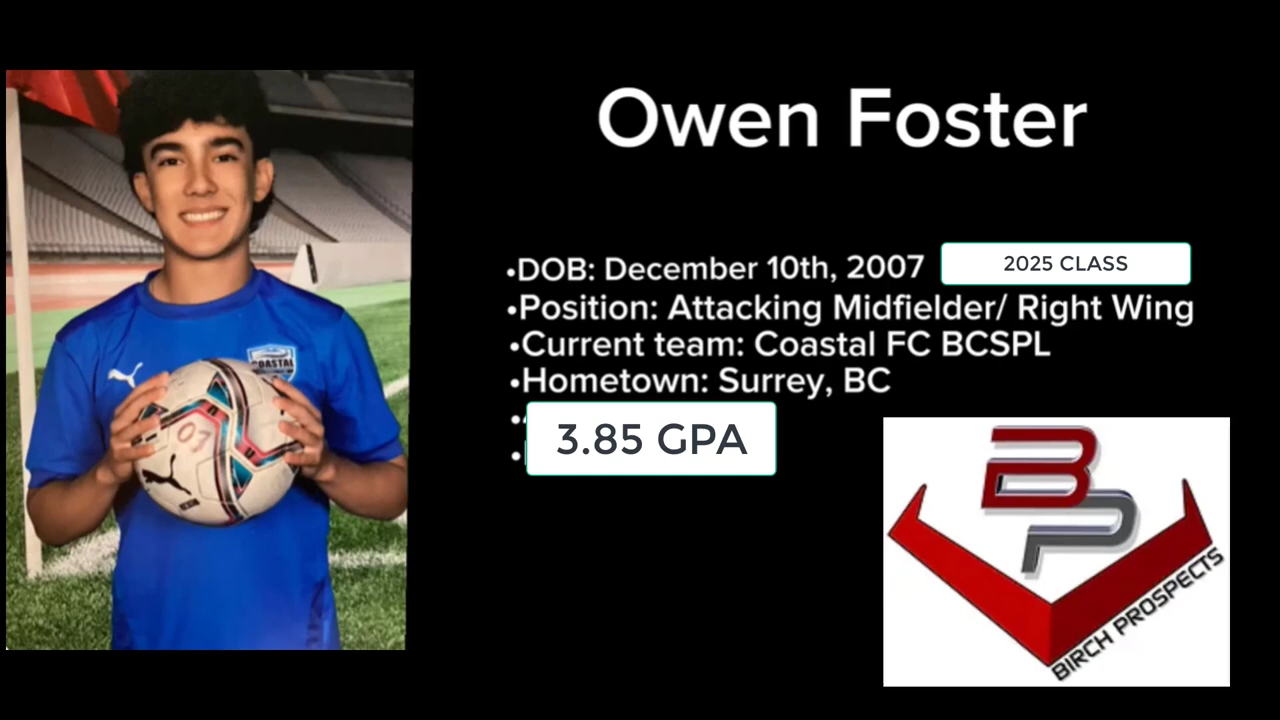 Owen Foster
•DOB: December 10th, 2007
2025 CLASS
•Position: Attacking Midfielder/ Right Wing
•Current team: Coastal FC BCSPL
•Hometown: Surrey, BC
3.85 GPA
COASTAL
07
BP
BIRCH PROSPECTS